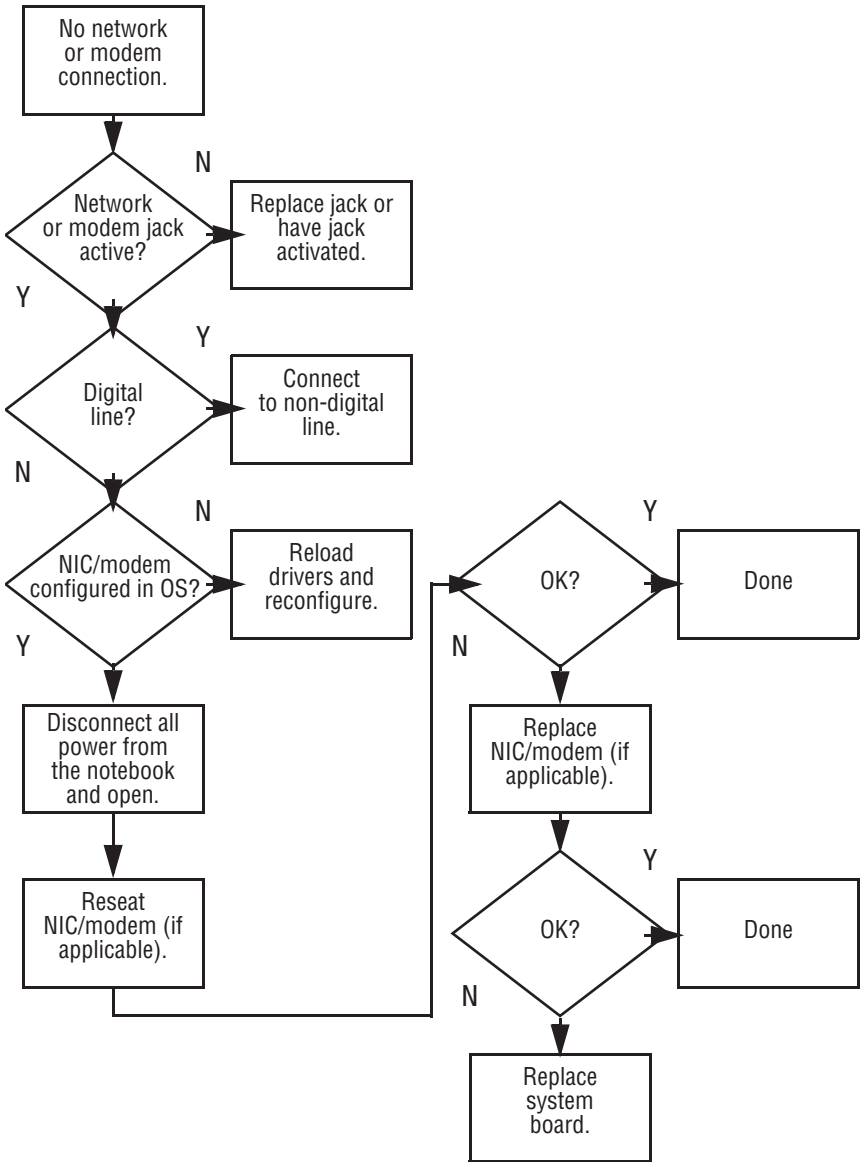 No network
or modem
connection.
N
Network
or modem jack
active?
Replace jack or
have jack
activated.
Y
Y
Digital
line?
Connect
to non-digital
line.
N
N
NIC/modem
configured in OS?
Reload
drivers and
reconfigure.
Y
Disconnect all
power from
the notebook
and open.
Reseat
NIC/modem (if
applicable).
Y
OK?
Done
N
Replace
NIC/modem (if
applicable).
Y
OK?
Done
N
Replace
system
board.